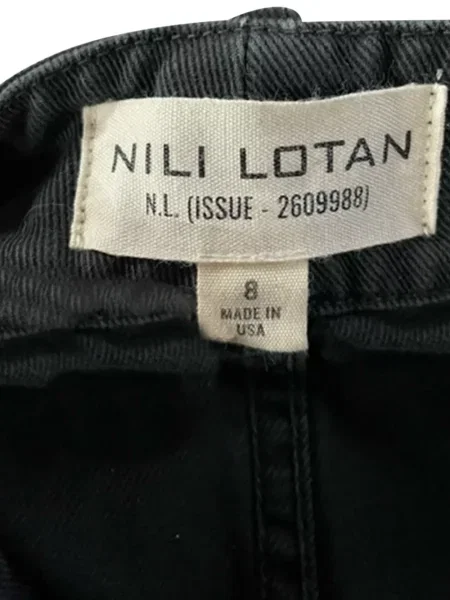 NILI LOTAN
N.L. (ISSUE - 2609988)
8
MADE IN
USA